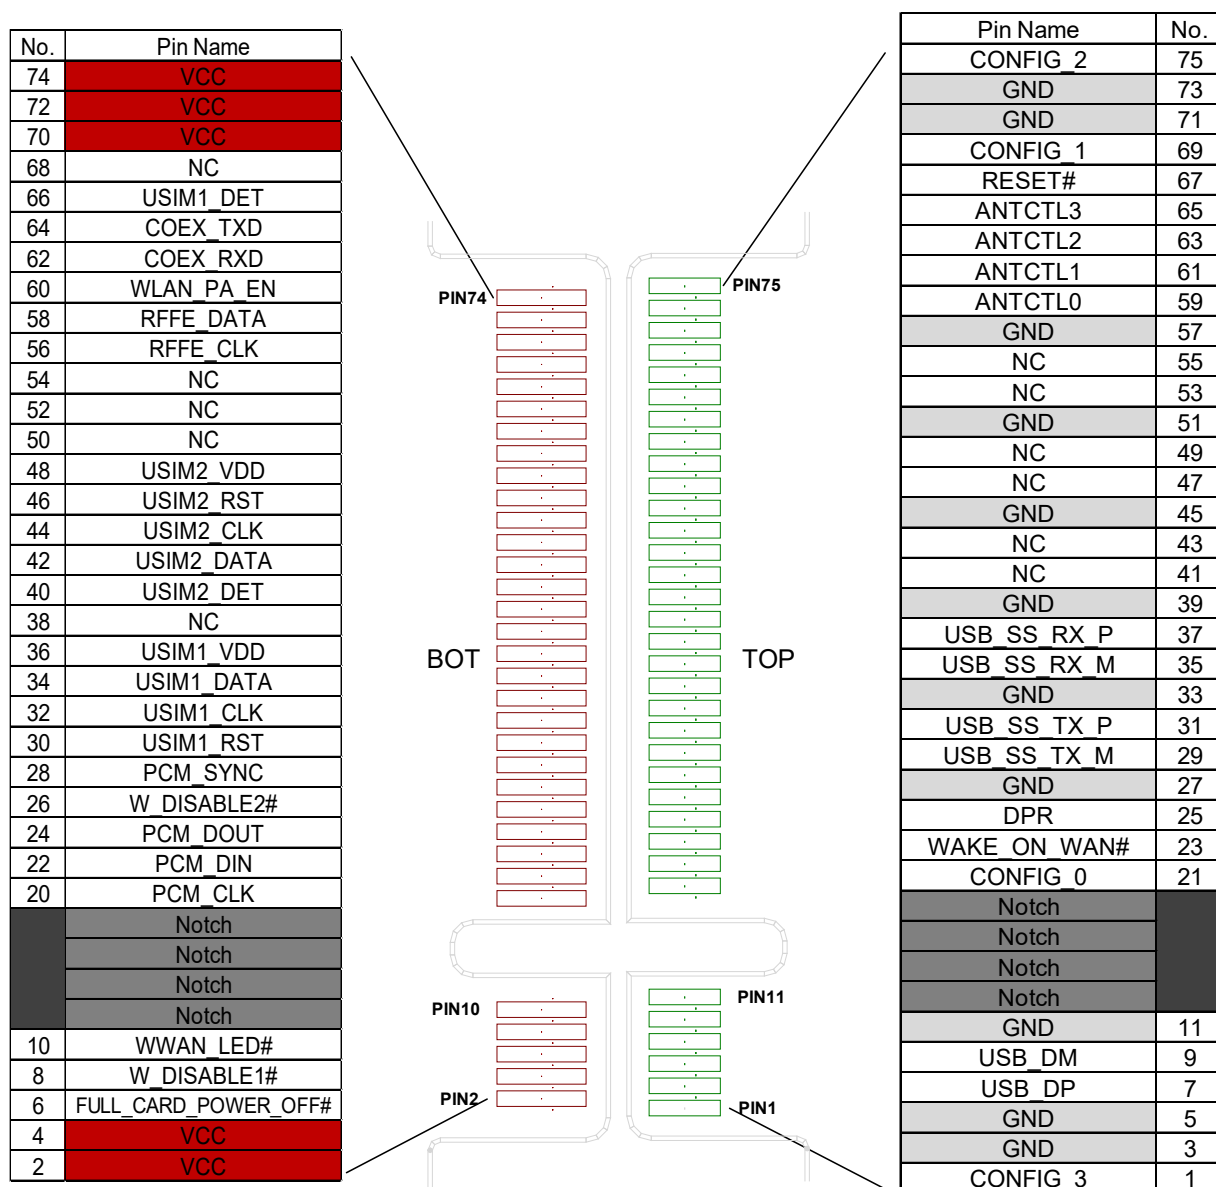 No. Pin Name
74 VCC
72 VCC
70 VCC
68 NC
66 USIM1_DET
64 COEX_TXD
62 COEX_RXD
60 WLAN_PA_EN
58 RFFE_DATA
56 RFFE_CLK
54 NC
52 NC
50 NC
48 USIM2_VDD
46 USIM2_RST
44 USIM2_CLK
42 USIM2_DATA
40 USIM2_DET
38 NC
36 USIM1_VDD
34 USIM1_DATA
32 USIM1_CLK
30 USIM1_RST
28 PCM_SYNC
26 W_DISABLE2#
24 PCM_DOUT
22 PCM_DIN
20 PCM_CLK
Notch
Notch
Notch
Notch
10 WWAN_LED#
8 W_DISABLE1#
6 FULL_CARD_POWER_OFF#
4 VCC
2 VCC
PIN74
BOT
PIN10
PIN2
PIN75
TOP
PIN11
PIN1
Pin Name No.
CONFIG_2 75
GND 73
GND 71
CONFIG_1 69
RESET# 67
ANTCTL3 65
ANTCTL2 63
ANTCTL1 61
ANTCTL0 59
GND 57
NC 55
NC 53
GND 51
NC 49
NC 47
GND 45
NC 43
NC 41
GND 39
USB_SS_RX_P 37
USB_SS_RX_M 35
GND 33
USB_SS_TX_P 31
USB_SS_TX_M 29
GND 27
DPR 25
WAKE_ON_WAN# 23
CONFIG_0 21
Notch
Notch
Notch
Notch
GND 11
USB_DM 9
USB_DP 7
GND 5
GND 3
CONFIG_3 1